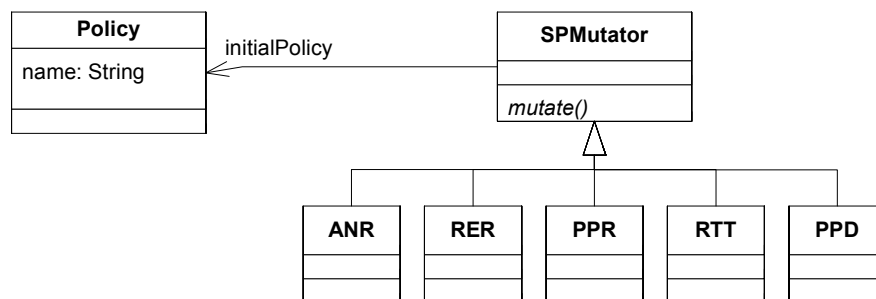 Policy
name: String
initialPolicy
SPMutator
mutate()
ANR
RER
PPR
RTT
PPD